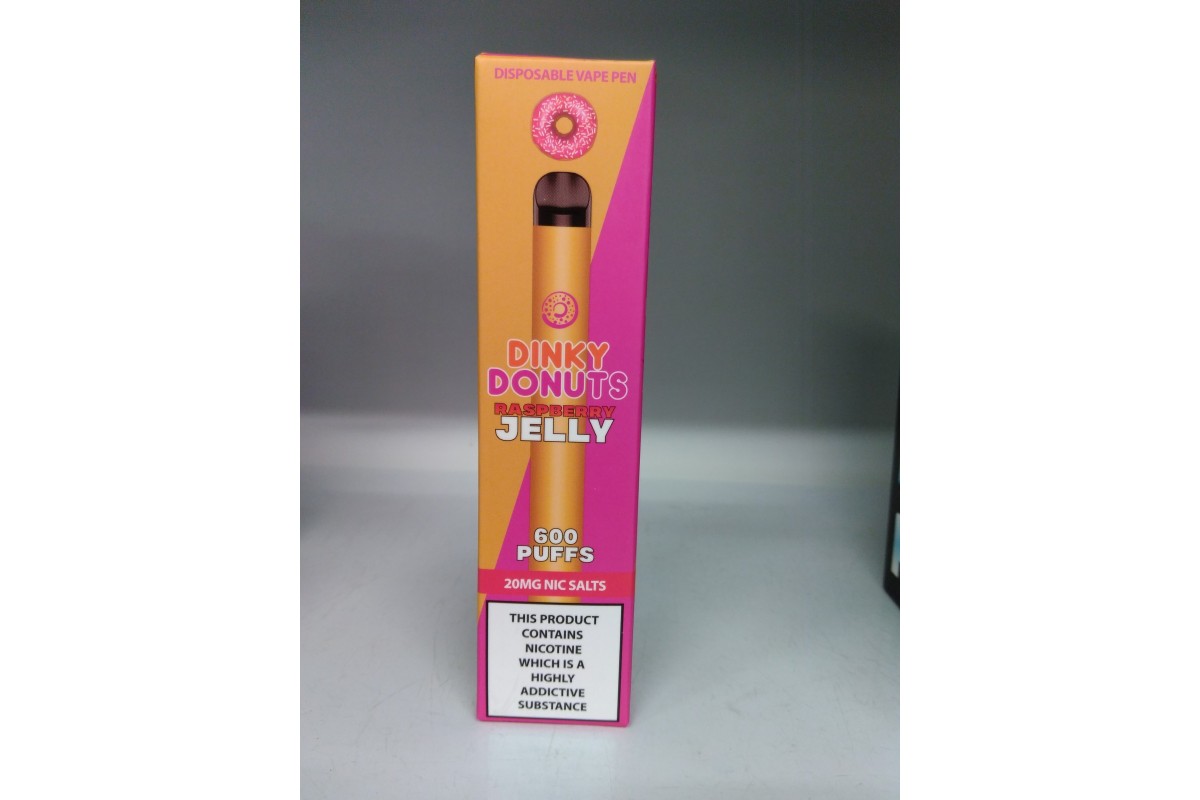 DISPOSABLE VAPE PEN
DINKY
DONUTS
RASPBERRY
JELLY
600
PUFFS
20MG NIC SALTS
THIS PRODUCT
CONTAINS
NICOTINE
WHICH IS A
HIGHLY
ADDICTIVE
SUBSTANCE